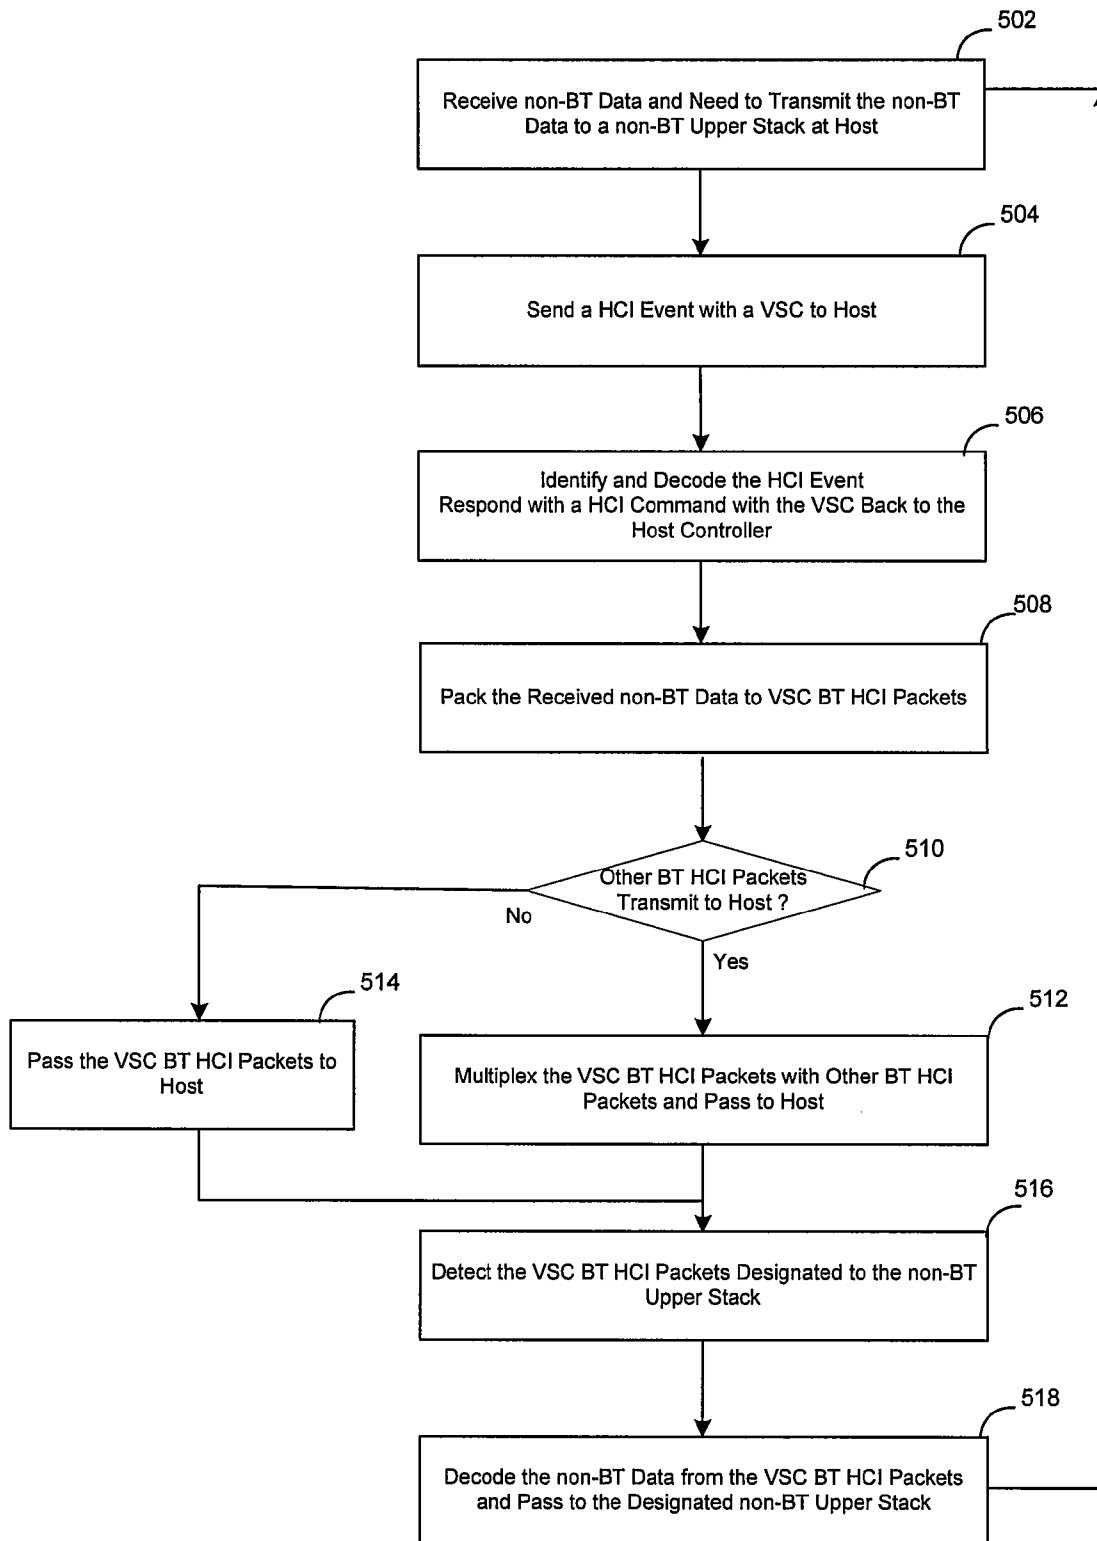 502
Receive non-BT Data and Need to Transmit the non-BT
Data to a non-BT Upper Stack at Host
504
Send a HCI Event with a VSC to Host
506
Identify and Decode the HCI Event
Respond with a HCI Command with the VSC Back to the
Host Controller
508
Pack the Received non-BT Data to VSC BT HCI Packets
510
Other BT HCI Packets
Transmit to Host ?
No
Yes
514
Pass the VSC BT HCI Packets to
Host
512
Multiplex the VSC BT HCI Packets with Other BT HCI
Packets and Pass to Host
516
Detect the VSC BT HCI Packets Designated to the non-BT
Upper Stack
518
Decode the non-BT Data from the VSC BT HCI Packets
and Pass to the Designated non-BT Upper Stack